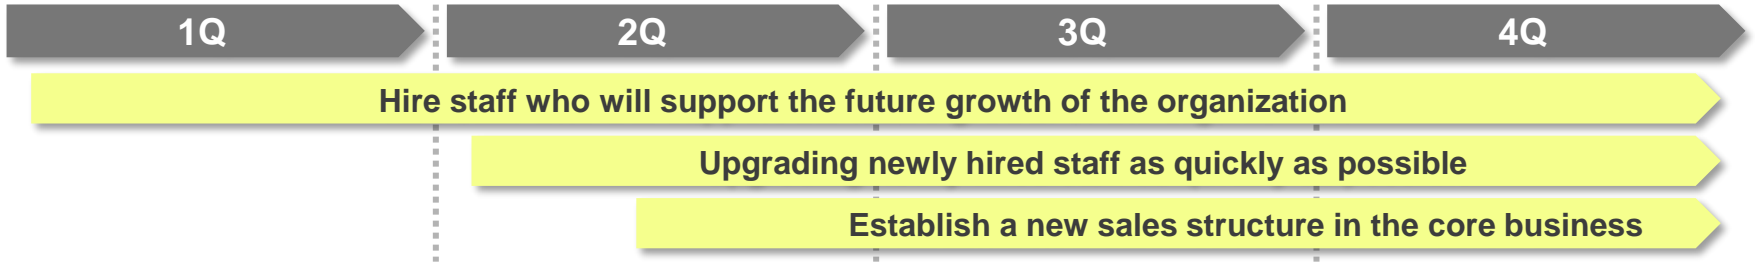 1Q 2Q 3Q 4Q
Hire staff who will support the future growth of the organization
Upgrading newly hired staff as quickly as possible
Establish a new sales structure in the core business